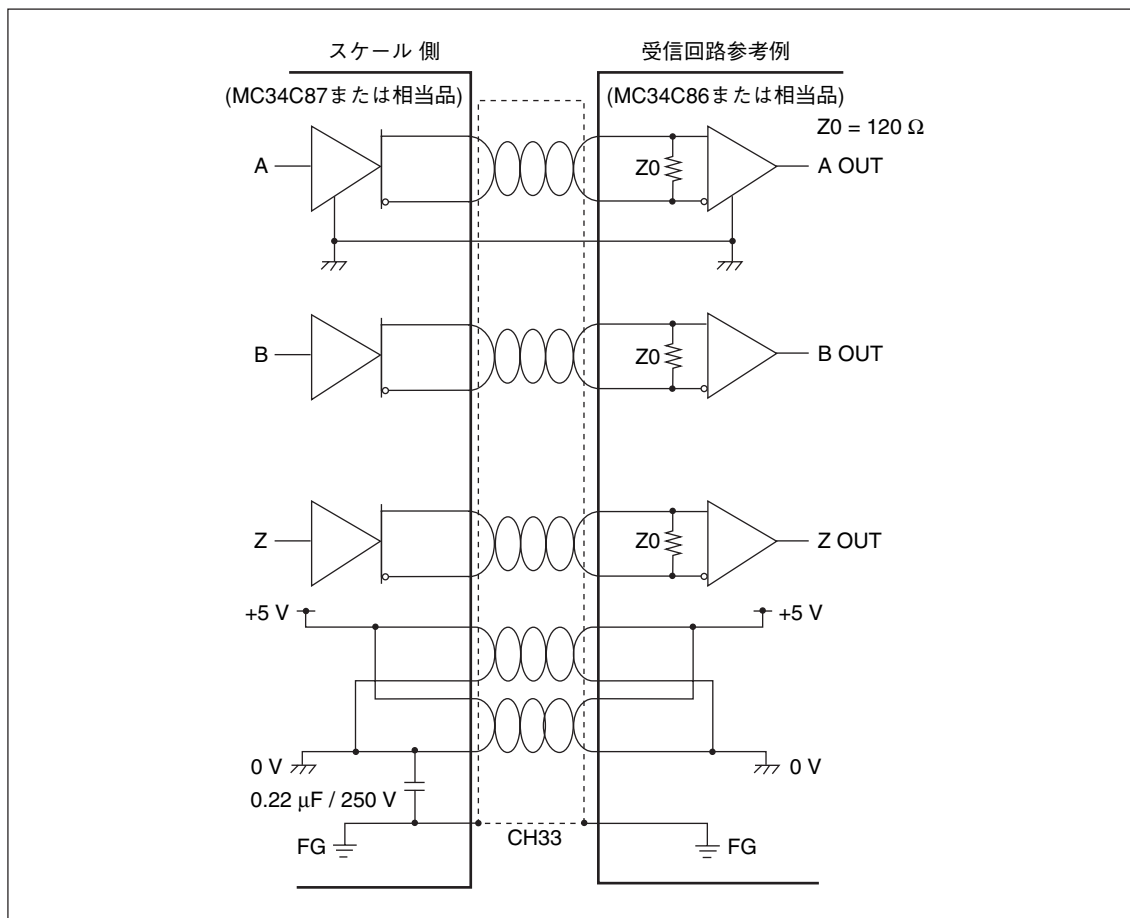 スケール 側
受信回路参考例
(MC34C87または相当品)
(MC34C86または相当品)
Z0 = 120 Ω
A
Z0
A OUT
B
Z0
B OUT
Z
Z0
Z OUT
+5 V
+5 V
0 V
0 V
0.22 μF / 250 V
FG
CH33
FG